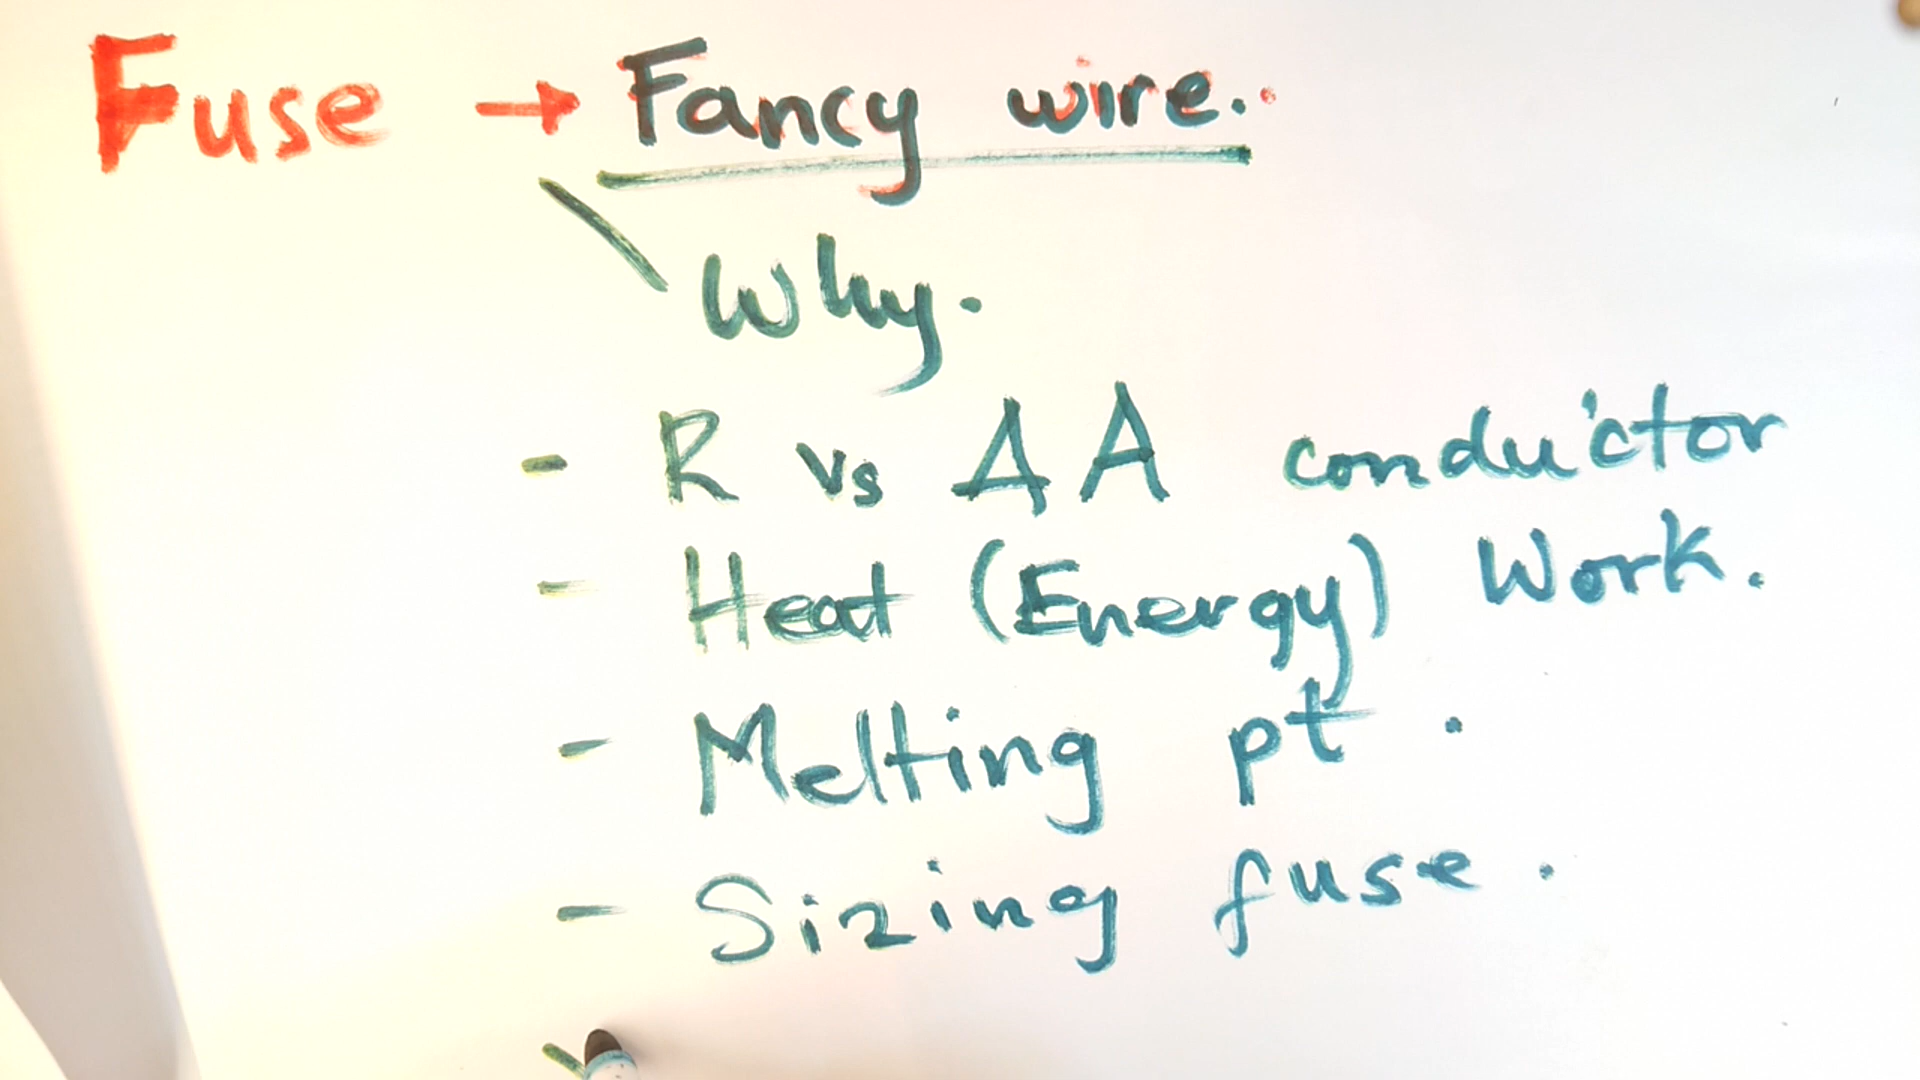 Fuse → Fancy wire.
Why.
- R vs ΔA conductor
- Heat (Energy) Work.
- Melting pt.
- Sizing fuse.